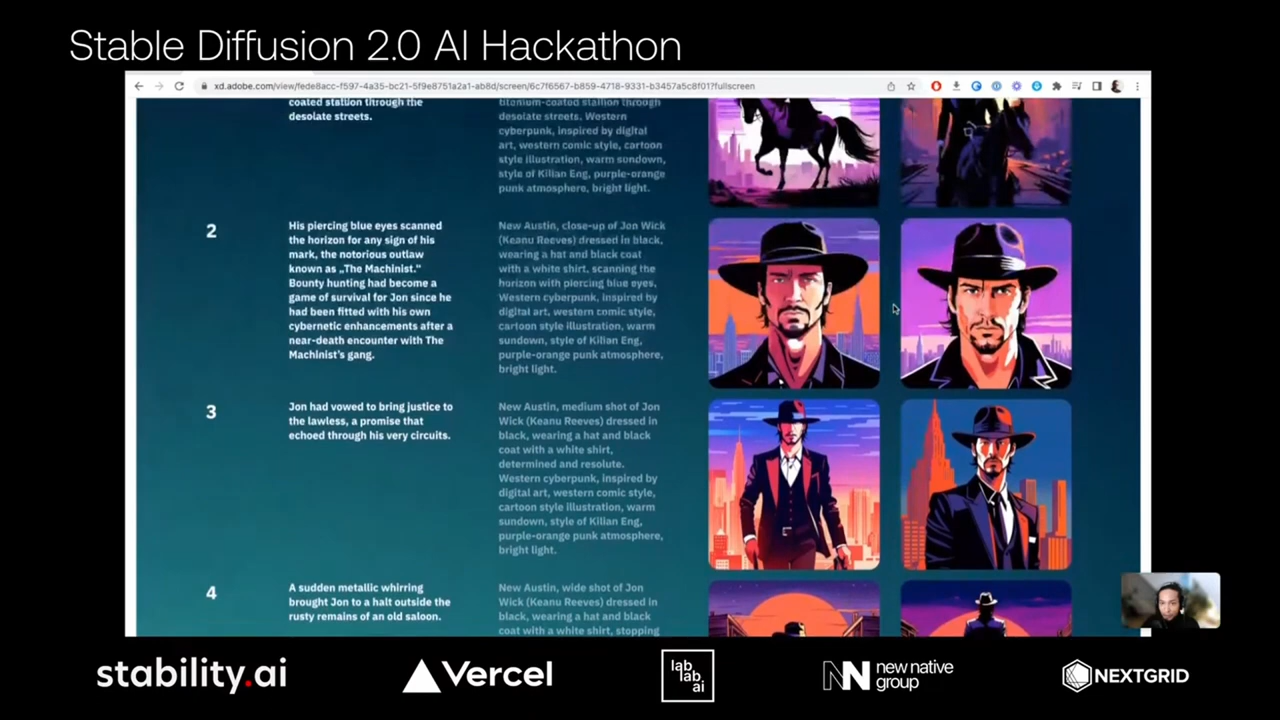 Stable Diffusion 2.0 AI Hackathon
xd.adobe.com/view/fede8acc-f597-4a35-bc21-5f9e8751a2a1-ab8d/screen/6c7f6567-b859-4718-9331-b3457a5c8f01?fullscreen
coated stallion through the
desolate streets.
titanium-coated stallion through
desolate streets. Western
cyberpunk, inspired by digital
art, western comic style, cartoon
style illustration, warm sundown,
style of Kilian Eng, purple-orange
punk atmosphere, bright light.
2
His piercing blue eyes scanned
the horizon for any sign of his
mark, the notorious outlaw
known as „The Machinist."
Bounty hunting had become a
game of survival for Jon since he
had been fitted with his own
cybernetic enhancements after a
near-death encounter with The
Machinist's gang.
New Austin, close-up of Jon Wick
(Keanu Reeves) dressed in black,
wearing a hat and black coat
with a white shirt, scanning the
horizon with piercing blue eyes,
Western cyberpunk, inspired by
digital art, western comic style,
cartoon style illustration, warm
sundown, style of Kilian Eng,
purple-orange punk atmosphere,
bright light.
3
Jon had vowed to bring justice to
the lawless, a promise that
echoed through his very circuits.
New Austin, medium shot of Jon
Wick (Keanu Reeves) dressed in
black, wearing a hat and black
coat with a white shirt,
determined and resolute.
Western cyberpunk, inspired by
digital art, western comic style,
cartoon style illustration, warm
sundown, style of Kilian Eng,
purple-orange punk atmosphere,
bright light.
4
A sudden metallic whirring
brought Jon to a halt outside the
rusty remains of an old saloon.
New Austin, wide shot of Jon
Wick (Keanu Reeves) dressed in
black, wearing a hat and black
coat with a white shirt, stopping
stability.ai
Vercel
lab
lab
.ai
new native
group
NEXTGRID